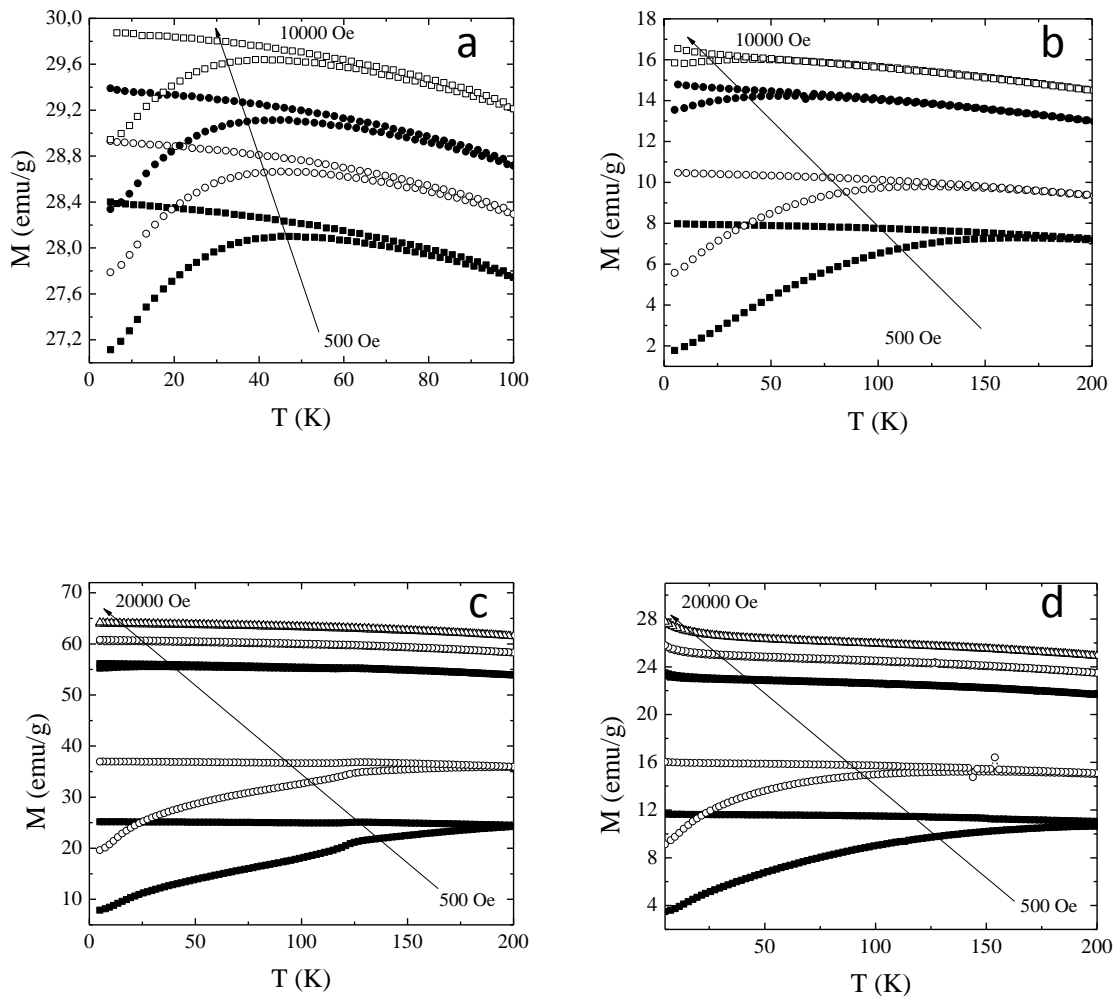 a
10000 Oe
500 Oe
30,0
29,6
29,2
28,8
28,4
28,0
27,6
27,2
M (emu/g)
0 20 40 60 80 100
T (K)
b
10000 Oe
500 Oe
18
16
14
12
10
8
6
4
2
M (emu/g)
0 50 100 150 200
T (K)
c
20000 Oe
500 Oe
70
60
50
40
30
20
10
M (emu/g)
0 50 100 150 200
T (K)
d
20000 Oe
500 Oe
28
24
20
16
12
8
4
M (emu/g)
50 100 150 200
T (K)